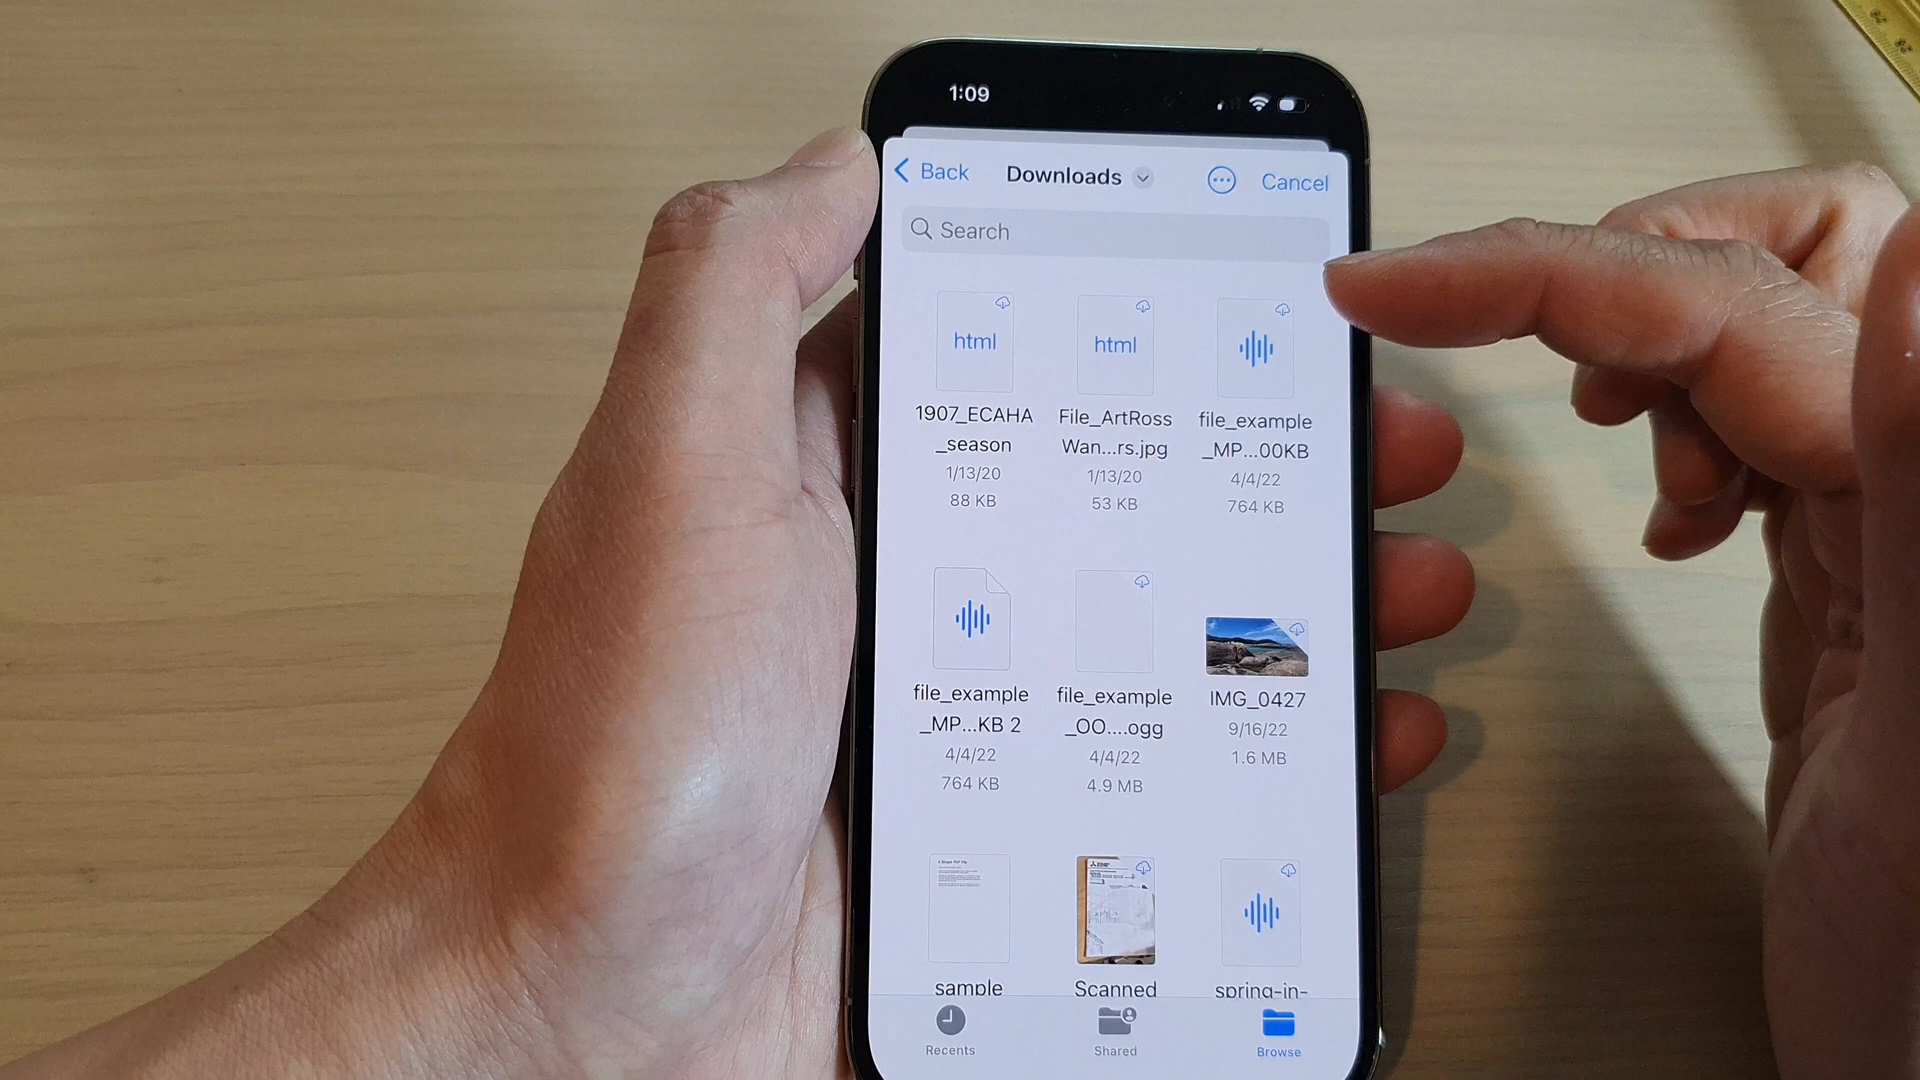 1:09
Back
Downloads
Cancel
Search
html
html
1907_ECAHA
_season
1/13/20
88 KB
File_ArtRoss
Wan...rs.jpg
1/13/20
53 KB
file_example
_MP...00KB
4/4/22
764 KB
file_example
_MP...KB 2
4/4/22
764 KB
file_example
_OO....ogg
4/4/22
4.9 MB
IMG_0427
9/16/22
1.6 MB
sample
Scanned
spring-in-
Recents
Shared
Browse